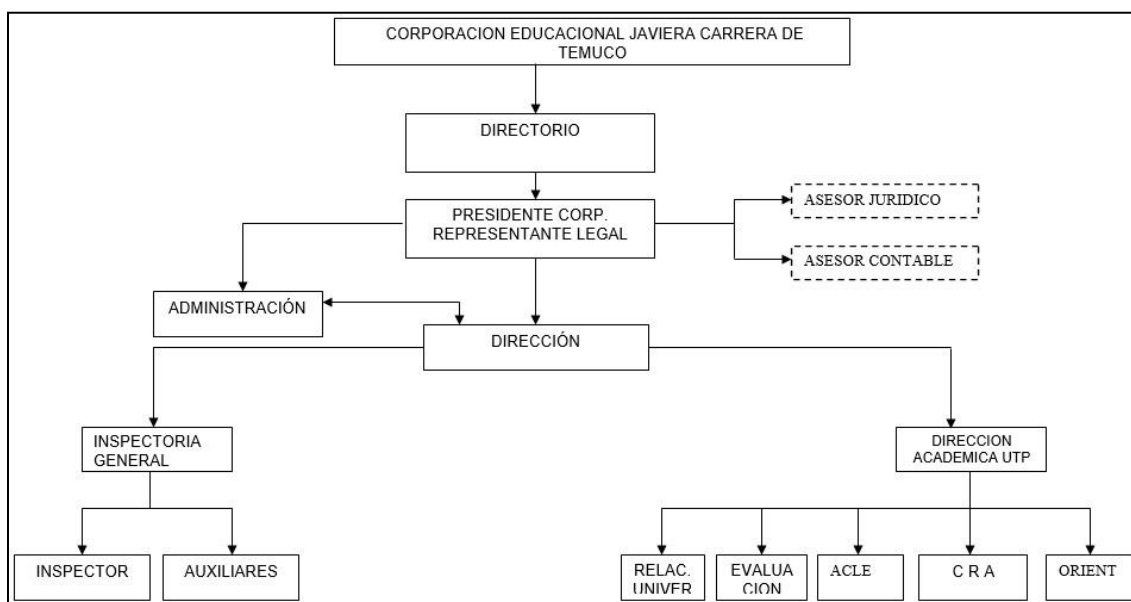 CORPORACION EDUCACIONAL JAVIERA CARRERA DE
TEMUCO
DIRECTORIO
PRESIDENTE CORP.
REPRESENTANTE LEGAL
ASESOR JURIDICO
ASESOR CONTABLE
ADMINISTRACIÓN
DIRECCIÓN
INSPECTORIA
GENERAL
DIRECCION
ACADEMICA UTP
INSPECTOR
AUXILIARES
RELAC.
UNIVER
EVALUA
CION
ACLE
C R A
ORIENT